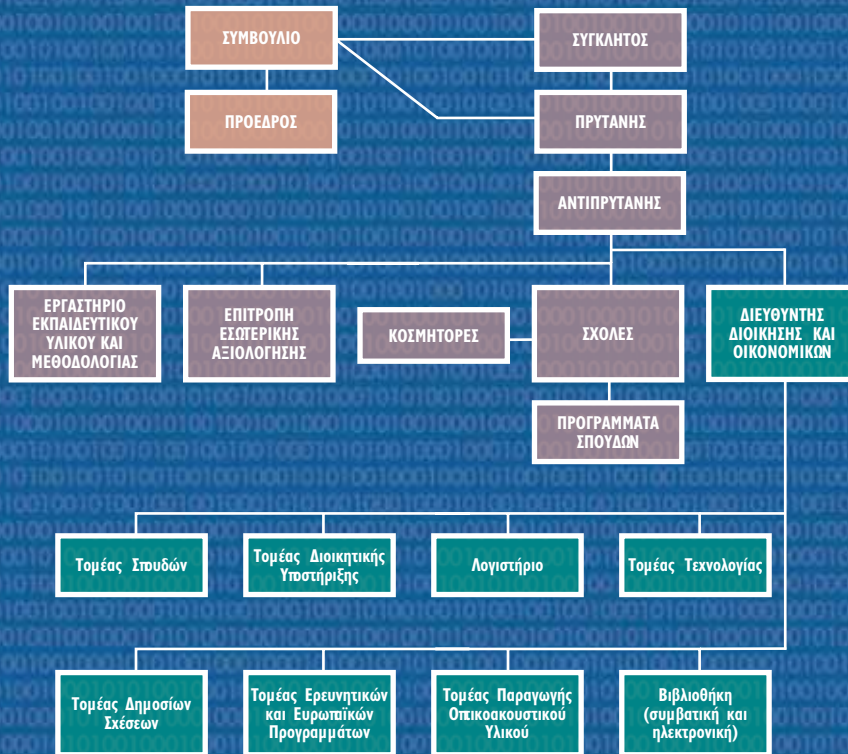 ΣΥΜΒΟΥΛΙΟ
ΣΥΓΚΛΗΤΟΣ
ΠΡΟΕΔΡΟΣ
ΠΡΥΤΑΝΗΣ
ΑΝΤΙΠΡΥΤΑΝΗΣ
ΕΡΓΑΣΤΗΡΙΟ
ΕΚΠΑΙΔΕΥΤΙΚΟΥ
ΥΛΙΚΟΥ ΚΑΙ
ΜΕΘΟΔΟΛΟΓΙΑΣ
ΕΠΙΤΡΟΠΗ
ΕΣΩΤΕΡΙΚΗΣ
ΑΞΙΟΛΟΓΗΣΗΣ
ΚΟΣΜΗΤΟΡΕΣ
ΣΧΟΛΕΣ
ΔΙΕΥΘΥΝΤΗΣ
ΔΙΟΙΚΗΣΗΣ ΚΑΙ
ΟΙΚΟΝΟΜΙΚΩΝ
ΠΡΟΓΡΑΜΜΑΤΑ
ΣΠΟΥΔΩΝ
Τομέας Σπουδών
Τομέας Διοικητικής
Υποστήριξης
Λογιστήριο
Τομέας Τεχνολογίας
Τομέας Δημοσίων
Σχέσεων
Τομέας Ερευνητικών
και Ευρωπαϊκών
Προγραμμάτων
Τομέας Παραγωγής
Οπτικοακουστικού
Υλικού
Βιβλιοθήκη
(συμβατική και
ηλεκτρονική)